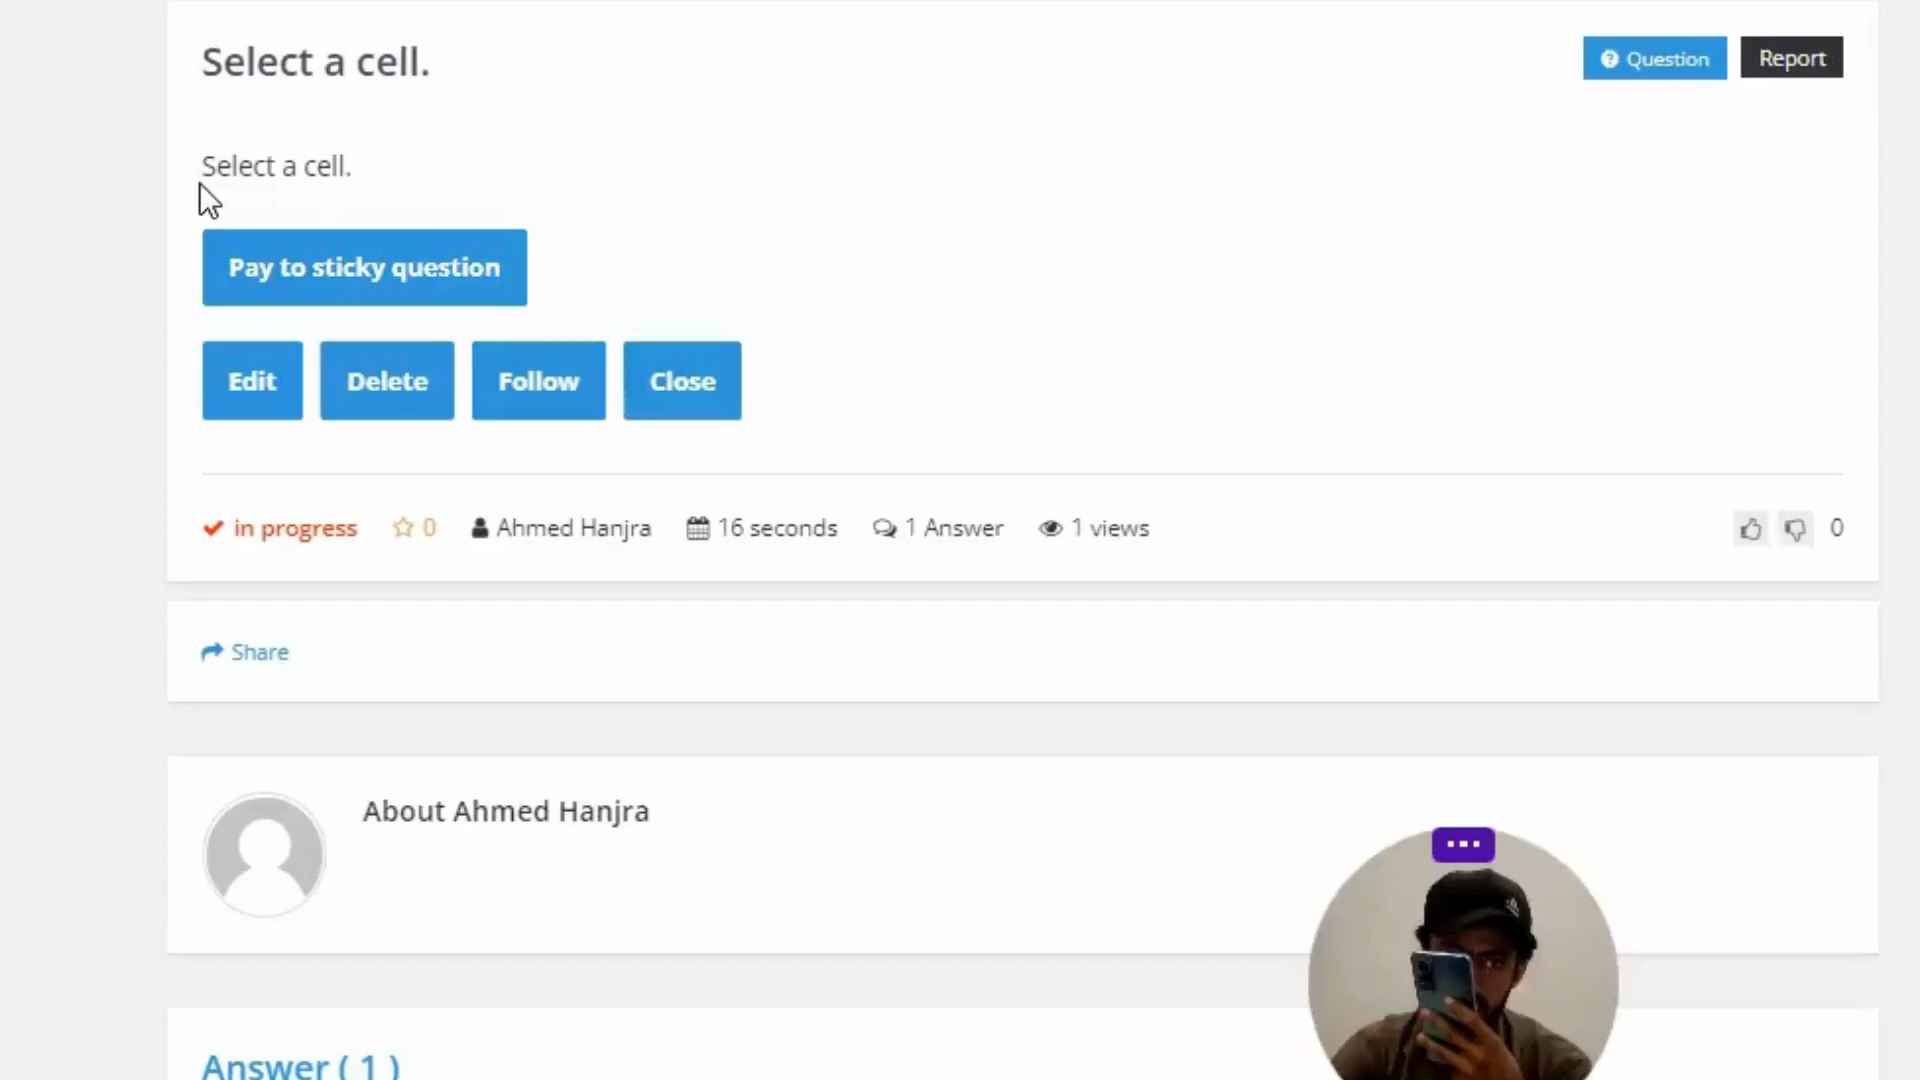 Select a cell.
Question
Report
Select a cell.
Pay to sticky question
Edit Delete Follow Close
in progress 0 Ahmed Hanjra 16 seconds 1 Answer 1 views 0
Share
About Ahmed Hanjra
Answer ( 1 )